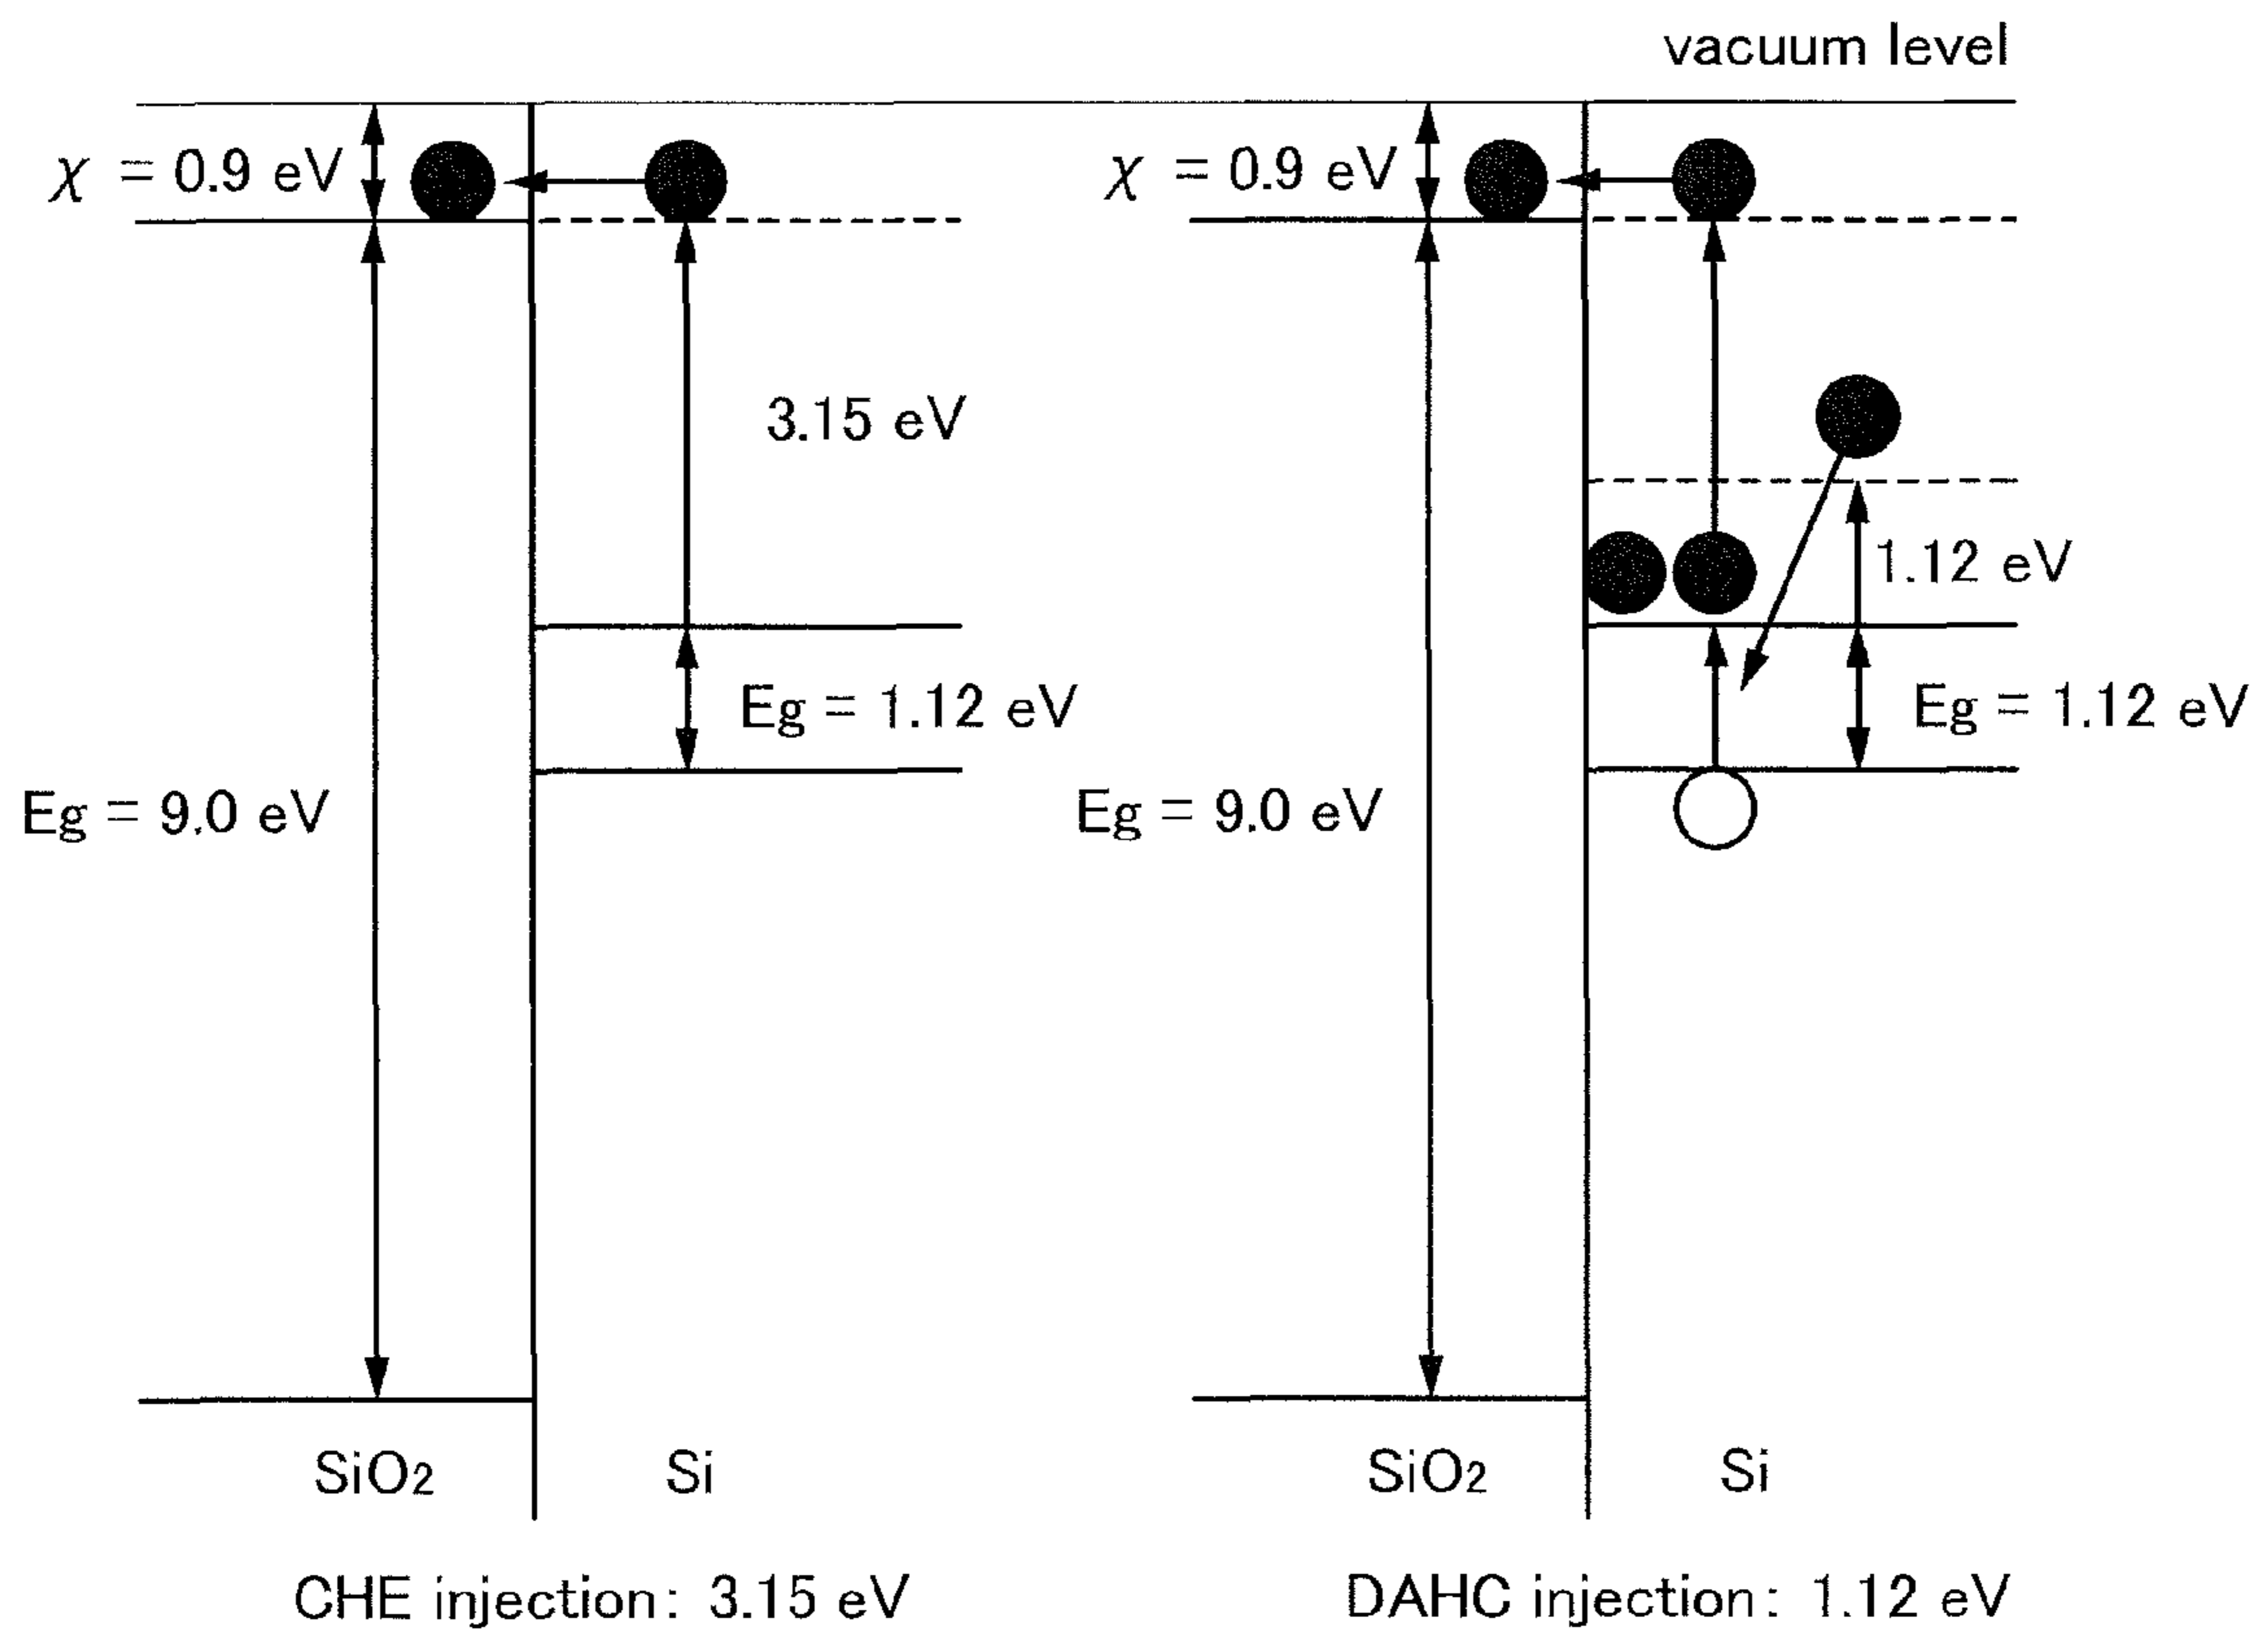 vacuum level
χ = 0.9 eV
χ = 0.9 eV
3.15 eV
1.12 eV
Eg = 1.12 eV
Eg = 1.12 eV
Eg = 9.0 eV
Eg = 9.0 eV
SiO2
Si
SiO2
Si
CHE injection: 3.15 eV
DAHC injection: 1.12 eV